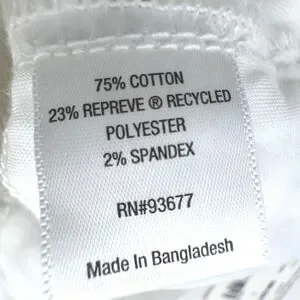 75% COTTON
23% REPREVE ® RECYCLED
POLYESTER
2% SPANDEX
RN#93677
Made In Bangladesh